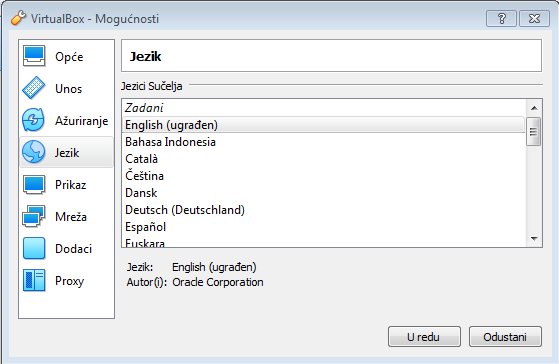 VirtualBox - Mogućnosti
Opće
Unos
Ažuriranje
Jezik
Prikaz
Mreža
Dodaci
Proxy
Jezik
Jezici Sučelja
Zadani
English (ugrađen)
Bahasa Indonesia
Català
Čeština
Dansk
Deutsch (Deutschland)
Español
Euskara
Jezik: English (ugrađen)
Autor(i): Oracle Corporation
U redu
Odustani